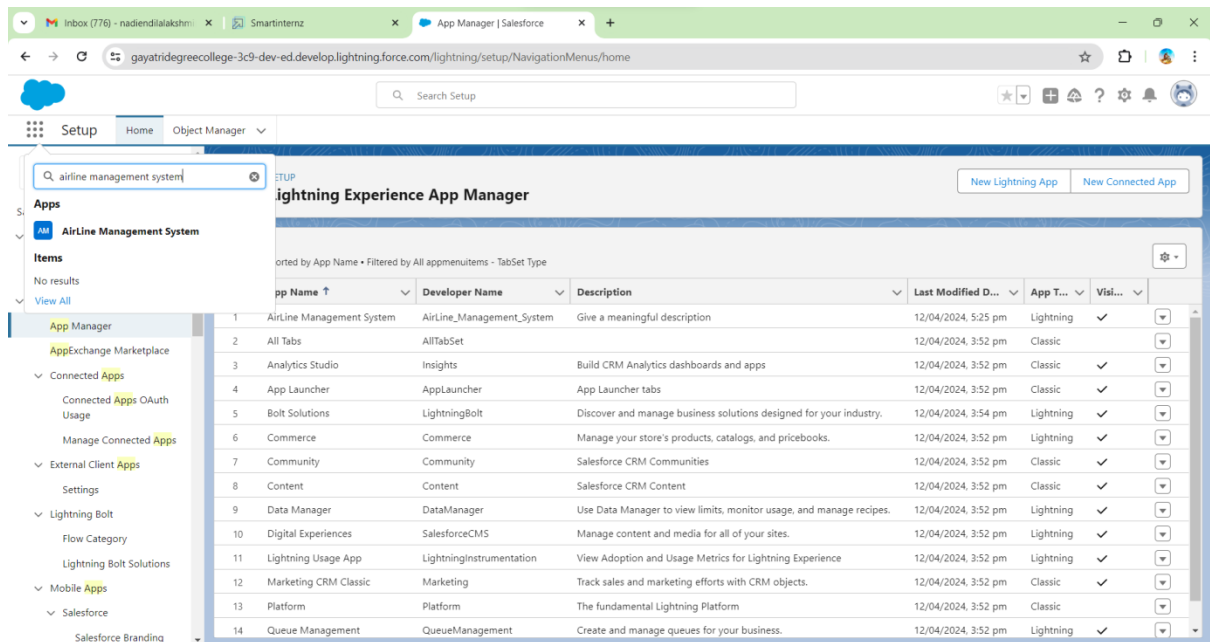 Inbox (776) - nadiendilalakshm
Smartinternz
App Manager | Salesforce
gayatridegreecollege-3c9-dev-ed.develop.lightning.force.com/lightning/setup/NavigationMenus/home
Search Setup
Setup
Home
Object Manager
airline management system
Apps
AM AirLine Management System
Items
No results
View All
App Manager
AppExchange Marketplace
Connected Apps
Connected Apps OAuth
Usage
Manage Connected Apps
External Client Apps
Settings
Lightning Bolt
Flow Category
Lightning Bolt Solutions
Mobile Apps
Salesforce
Salesforce Branding
ETUP
ightning Experience App Manager
New Lightning App
New Connected App
orted by App Name • Filtered by All appmenuitems - TabSet Type
pp Name ↑ Developer Name Description Last Modified D... App T... Visi...
1 AirLine Management System AirLine_Management_System Give a meaningful description 12/04/2024, 5:25 pm Lightning ✓
2 All Tabs AllTabSet 12/04/2024, 3:52 pm Classic
3 Analytics Studio Insights Build CRM Analytics dashboards and apps 12/04/2024, 3:52 pm Classic ✓
4 App Launcher AppLauncher App Launcher tabs 12/04/2024, 3:52 pm Classic ✓
5 Bolt Solutions LightningBolt Discover and manage business solutions designed for your industry. 12/04/2024, 3:54 pm Lightning ✓
6 Commerce Commerce Manage your store's products, catalogs, and pricebooks. 12/04/2024, 3:52 pm Lightning ✓
7 Community Community Salesforce CRM Communities 12/04/2024, 3:52 pm Classic ✓
8 Content Content Salesforce CRM Content 12/04/2024, 3:52 pm Classic ✓
9 Data Manager DataManager Use Data Manager to view limits, monitor usage, and manage recipes. 12/04/2024, 3:52 pm Lightning ✓
10 Digital Experiences SalesforceCMS Manage content and media for all of your sites. 12/04/2024, 3:52 pm Lightning ✓
11 Lightning Usage App LightningInstrumentation View Adoption and Usage Metrics for Lightning Experience 12/04/2024, 3:52 pm Lightning ✓
12 Marketing CRM Classic Marketing Track sales and marketing efforts with CRM objects. 12/04/2024, 3:52 pm Classic ✓
13 Platform Platform The fundamental Lightning Platform 12/04/2024, 3:52 pm Classic
14 Queue Management QueueManagement Create and manage queues for your business. 12/04/2024, 3:52 pm Lightning ✓